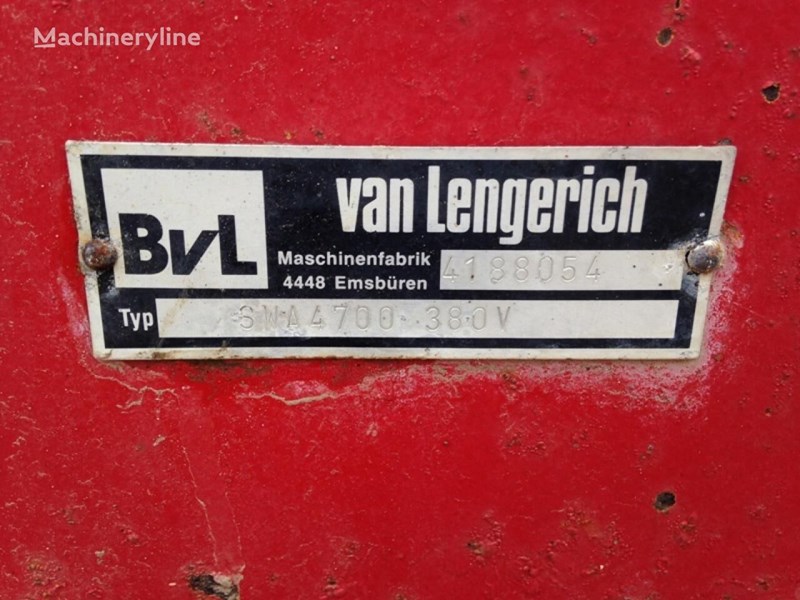 Machineryline
BvL
van Lengerich
Maschinenfabrik
4448 Emsbüren
4188054
Typ
SWA4700 380V